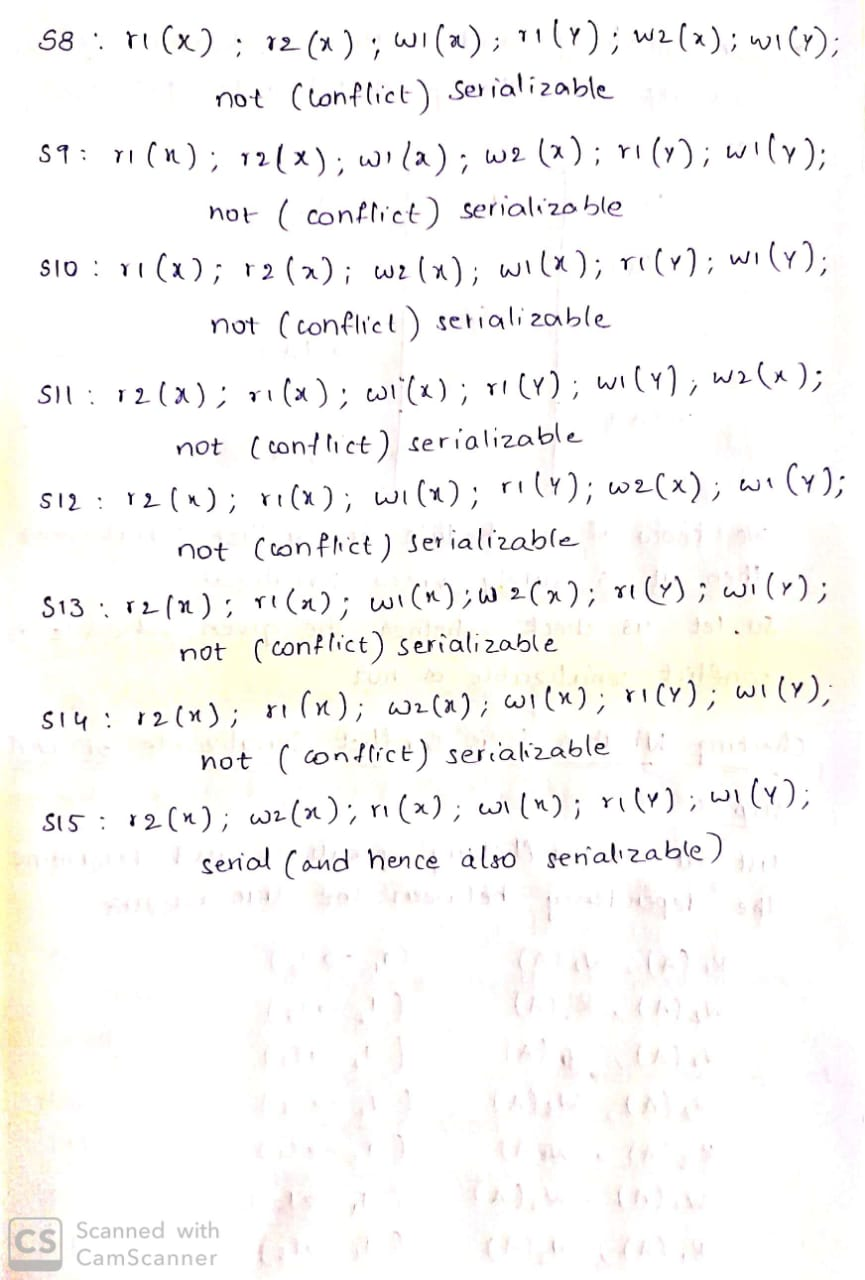 S8 : r1 (x) ; r2 (x) ; w1(x) ; r1(y) ; w2(x) ; w1(y);
not (conflict) serializable
S9 : r1(x) ; r2(x) ; w1(x) ; w2 (x) ; r1(y) ; w1(y);
not ( conflict) serializable
S10 : r1(x) ; r2(x) ; w2(x) ; w1(x) ; r1(y) ; w1(y);
not (conflict) serializable
S11 : r2(x) ; r1(x) ; w1(x) ; r1(y) ; w1(y) ; w2(x);
not (conflict) serializable
S12 : r2(x) ; r1(x) ; w1(x) ; r1(y) ; w2(x) ; w1(y);
not (conflict) serializable
S13 : r2(x) ; r1(x) ; w1(x) ; w2(x) ; r1(y) ; w1(y);
not (conflict) serializable
S14 : r2(x) ; r1(x) ; w2(x) ; w1(x) ; r1(y) ; w1(y);
not (conflict) serializable
S15 : r2(x) ; w2(x) ; r1(x) ; w1(x) ; r1(y) ; w1(y);
serial (and hence also serializable)
CS Scanned with
CamScanner